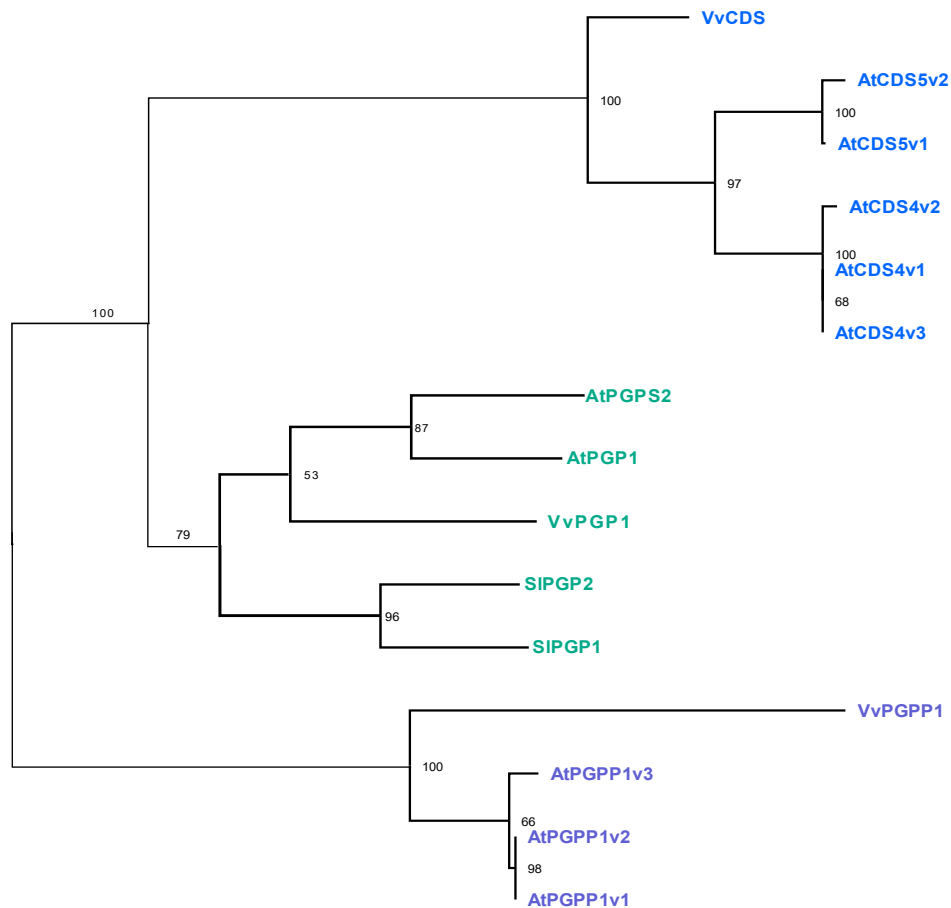 VvCDS
AtCDS5v2
100
100
AtCDS5v1
97
AtCDS4v2
100
AtCDS4v1
68
100
AtCDS4v3
AtPGPS2
87
AtPGP1
53
VvPGP1
79
SlPGP2
96
SlPGP1
VvPGPP1
100
AtPGPP1v3
66
AtPGPP1v2
98
AtPGPP1v1